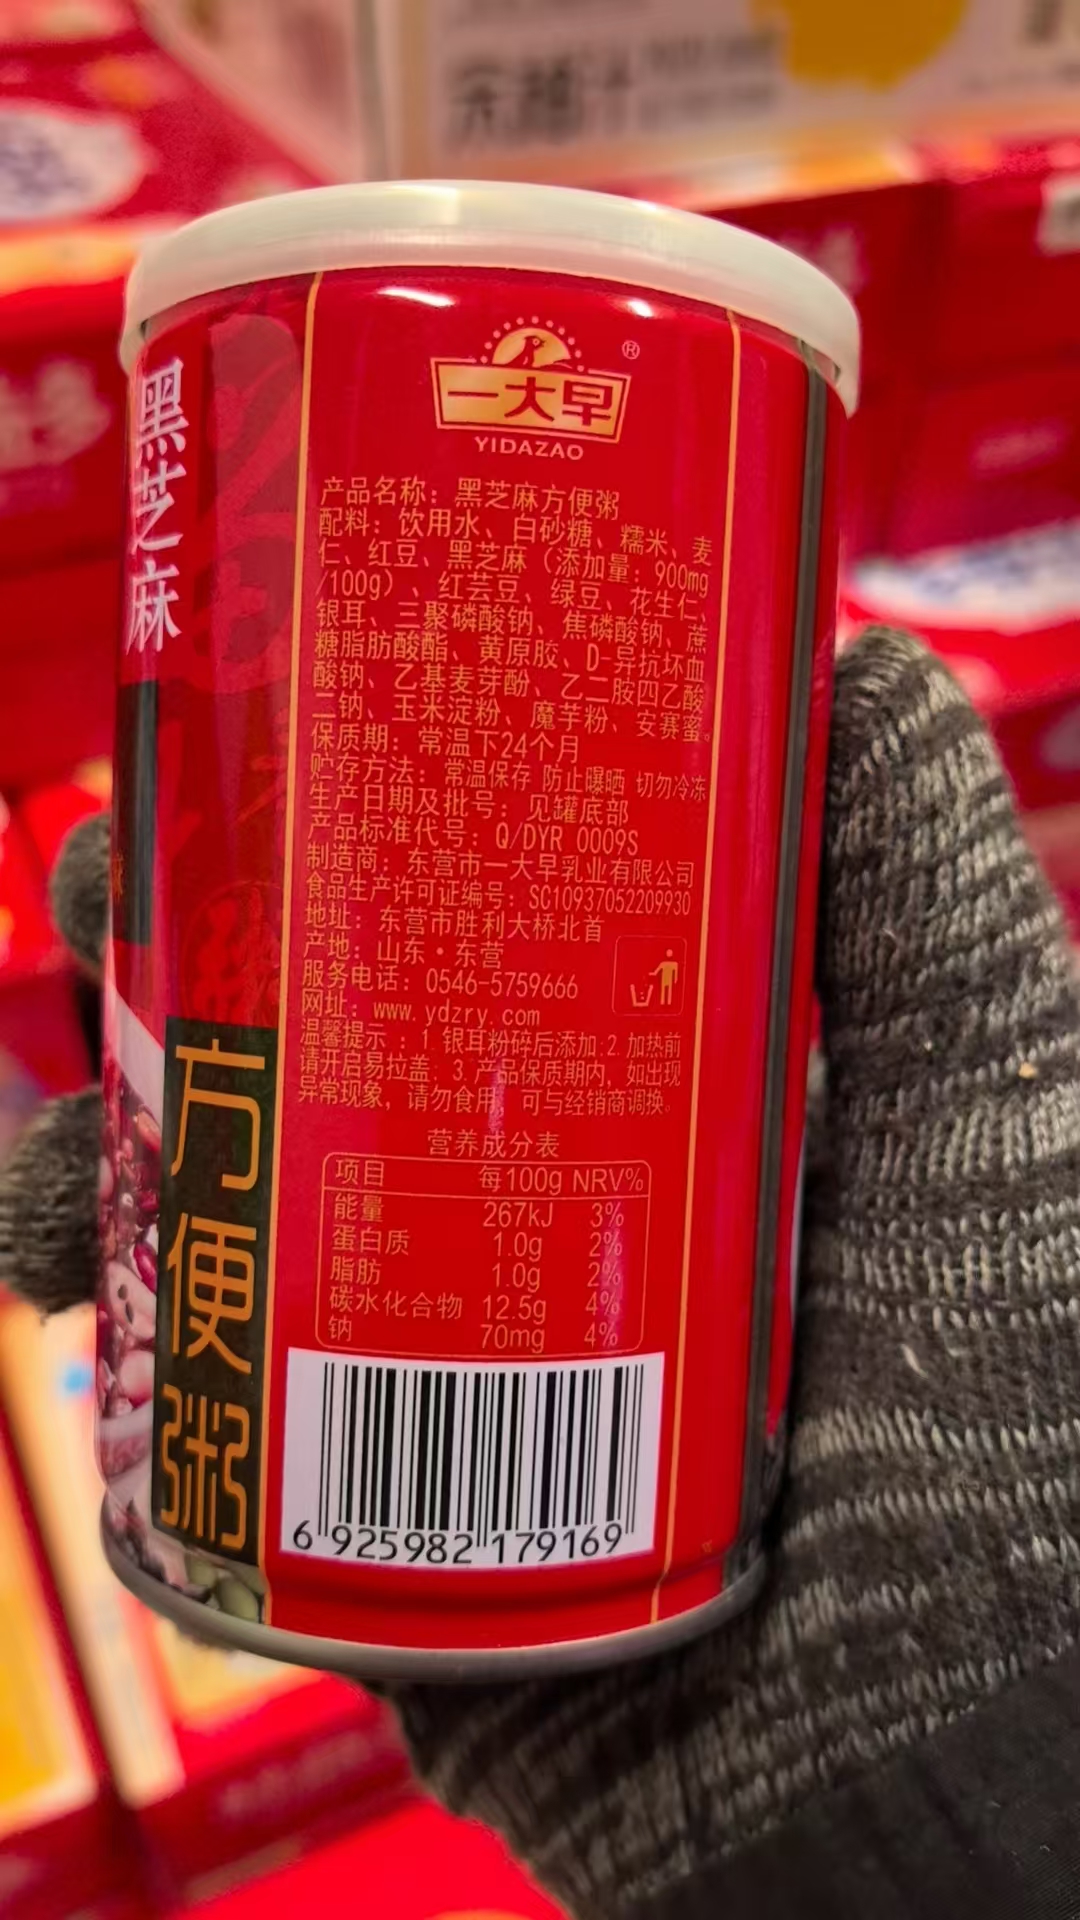 一大早
®
YIDAZAO
产品名称：黑芝麻方便粥
配料：饮用水、白砂糖、糯米、麦
仁、红豆、黑芝麻（添加量：900mg
/100g）、红芸豆、绿豆、花生仁、
银耳、三聚磷酸钠、焦磷酸钠、蔗
糖脂肪酸酯、黄原胶、D-异抗坏血
酸钠、乙基麦芽酚、乙二胺四乙酸
二钠、玉米淀粉、魔芋粉、安赛蜜。
保质期：常温下24个月
贮存方法：常温保存 防止曝晒 切勿冷冻
生产日期及批号：见罐底部
产品标准代号：Q/DYR 0009S
制造商：东营市一大早乳业有限公司
食品生产许可证编号：SC10937052209930
地址：东营市胜利大桥北首
产地：山东·东营
服务电话：0546-5759666
网址：www.ydzry.com
温馨提示：1.银耳粉碎后添加;2.加热前
请开启易拉盖；3.产品保质期内，如出现
异常现象，请勿食用，可与经销商调换。
营养成分表
项目 每100g NRV%
能量 267kJ 3%
蛋白质 1.0g 2%
脂肪 1.0g 2%
碳水化合物 12.5g 4%
钠 70mg 4%
6 925982 179169
黑芝麻
方便粥